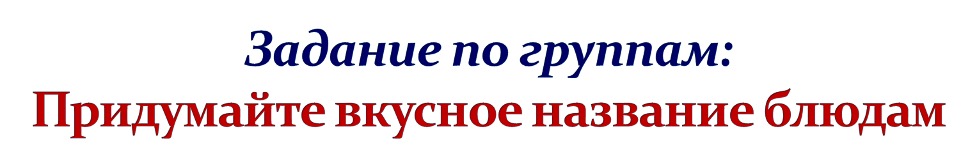 Задание по группам:
Придумайте вкусное название блюдам